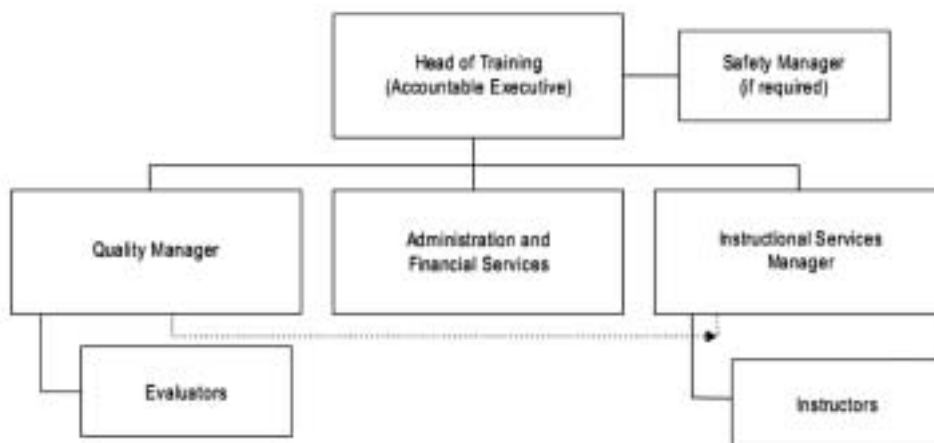 Head of Training
(Accountable Executive)
Safety Manager
(if required)
Quality Manager
Administration and
Financial Services
Instructional Services
Manager
Evaluators
Instructors